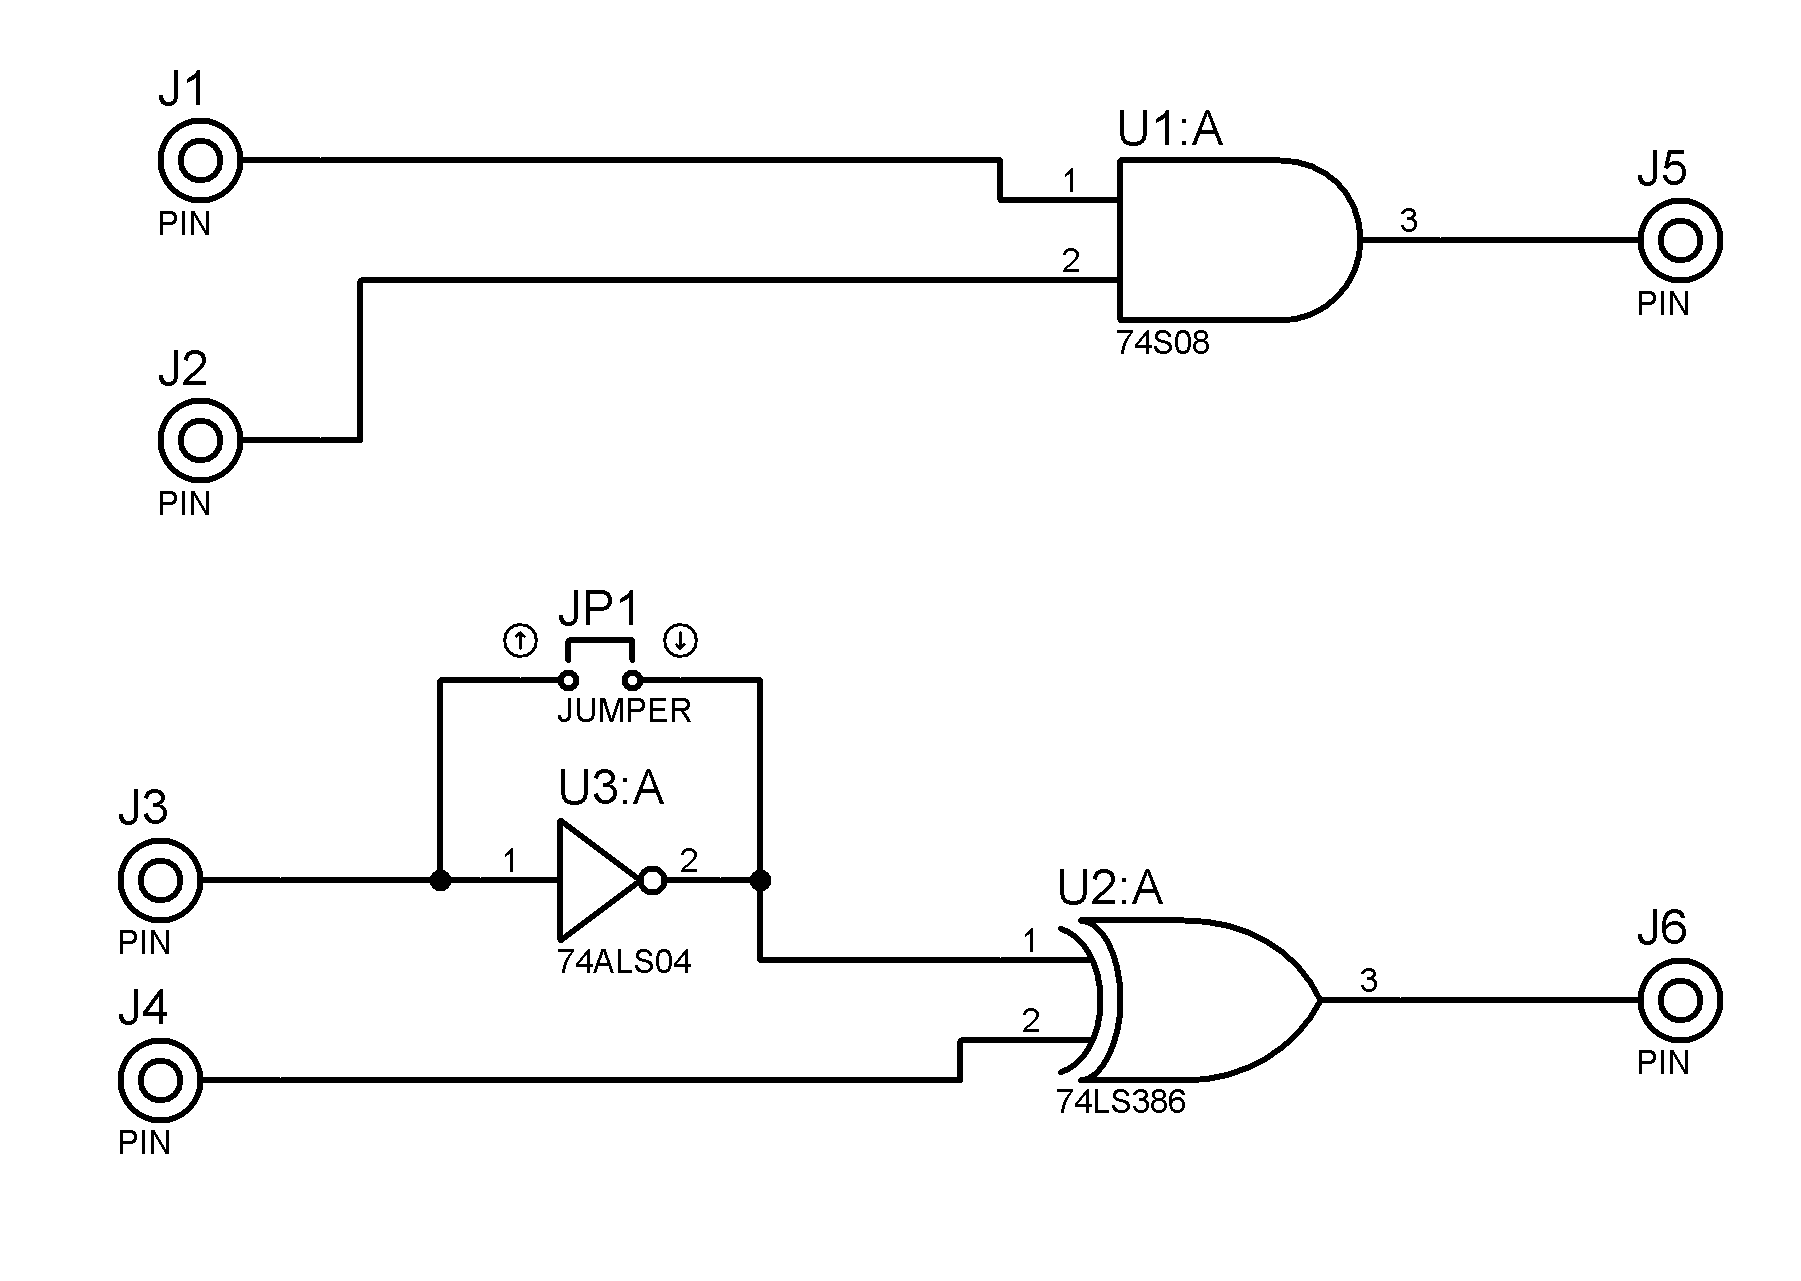 J1
PIN
U1:A
1
2
3
74S08
J5
PIN
J2
PIN
JP1
JUMPER
U3:A
1
2
74ALS04
J3
PIN
J4
PIN
U2:A
1
2
3
74LS386
J6
PIN